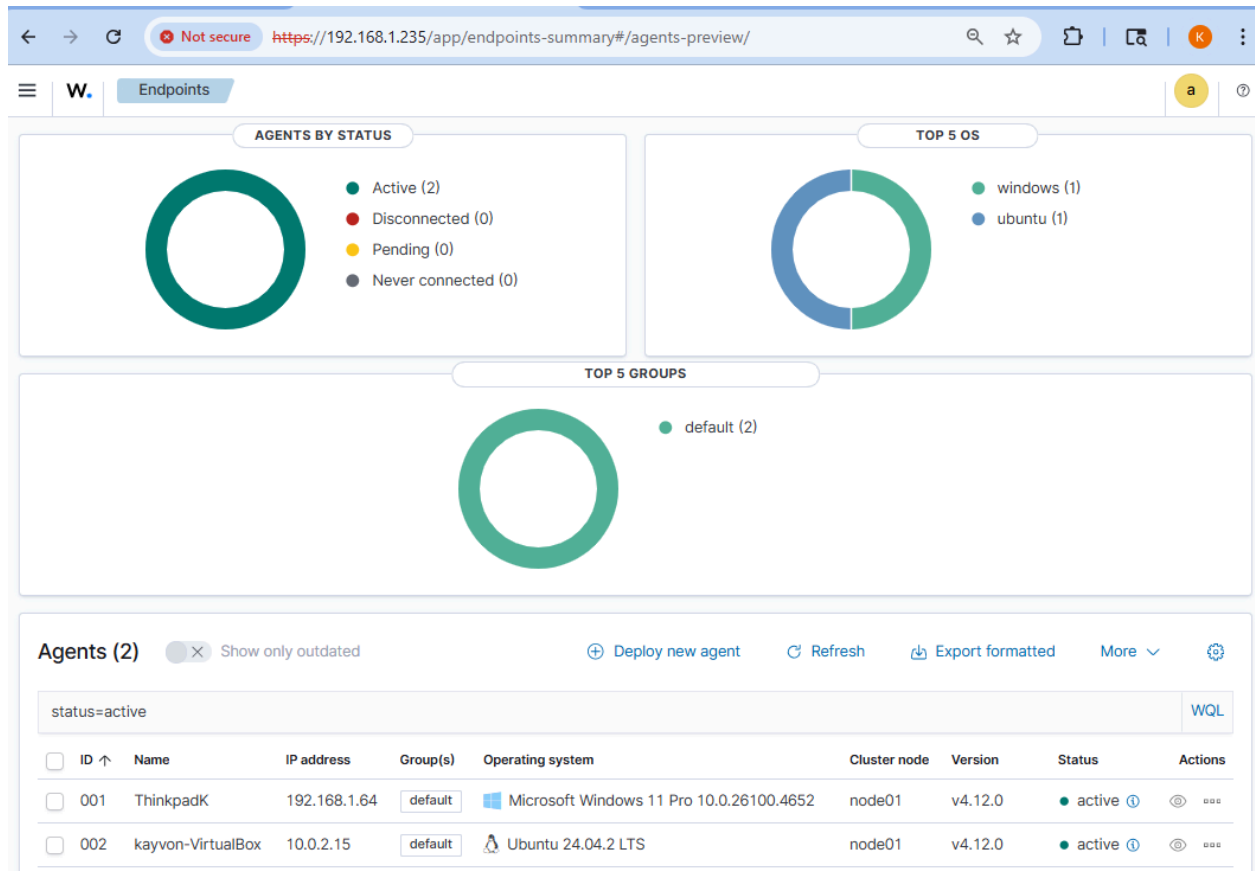 Not secure https://192.168.1.235/app/endpoints-summary#/agents-preview/ K
W. Endpoints a
AGENTS BY STATUS
Active (2)
Disconnected (0)
Pending (0)
Never connected (0)
TOP 5 OS
windows (1)
ubuntu (1)
TOP 5 GROUPS
default (2)
Agents (2) Show only outdated Deploy new agent Refresh Export formatted More
status=active WQL
ID Name IP address Group(s) Operating system Cluster node Version Status Actions
001 ThinkpadK 192.168.1.64 default Microsoft Windows 11 Pro 10.0.26100.4652 node01 v4.12.0 active
002 kayvon-VirtualBox 10.0.2.15 default Ubuntu 24.04.2 LTS node01 v4.12.0 active